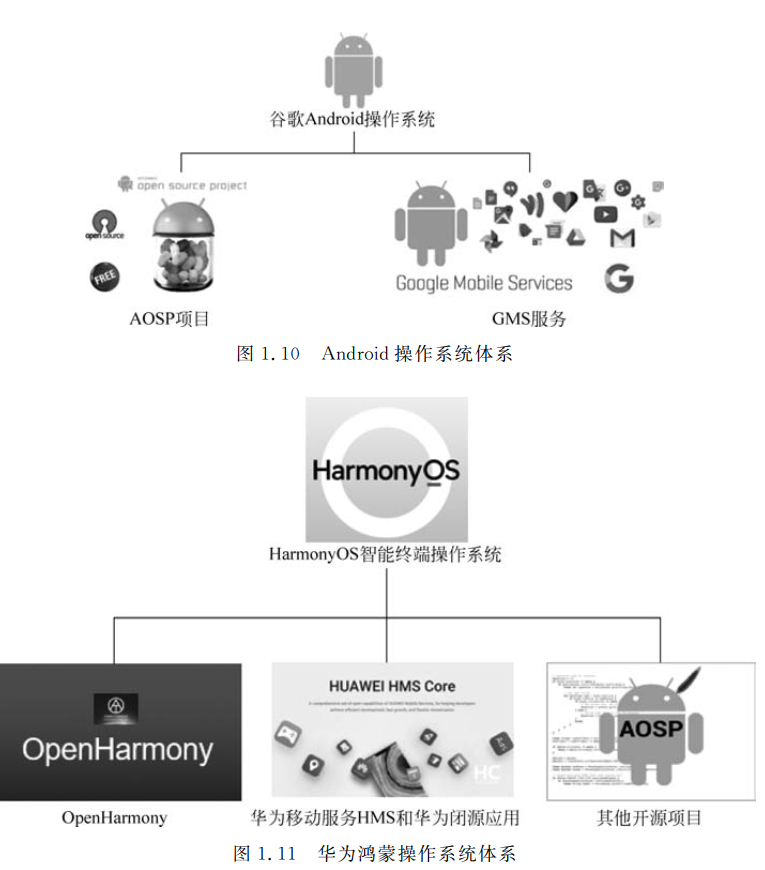 谷歌Android操作系统
open source project
open source
FREE
Google Mobile Services
AOSP项目
GMS服务
图 1.10 Android 操作系统体系
HarmonyOS
HarmonyOS智能终端操作系统
OpenHarmony
HUAWEI HMS Core
HC
AOSP
OpenHarmony
华为移动服务HMS和华为闭源应用
其他开源项目
图 1.11 华为鸿蒙操作系统体系